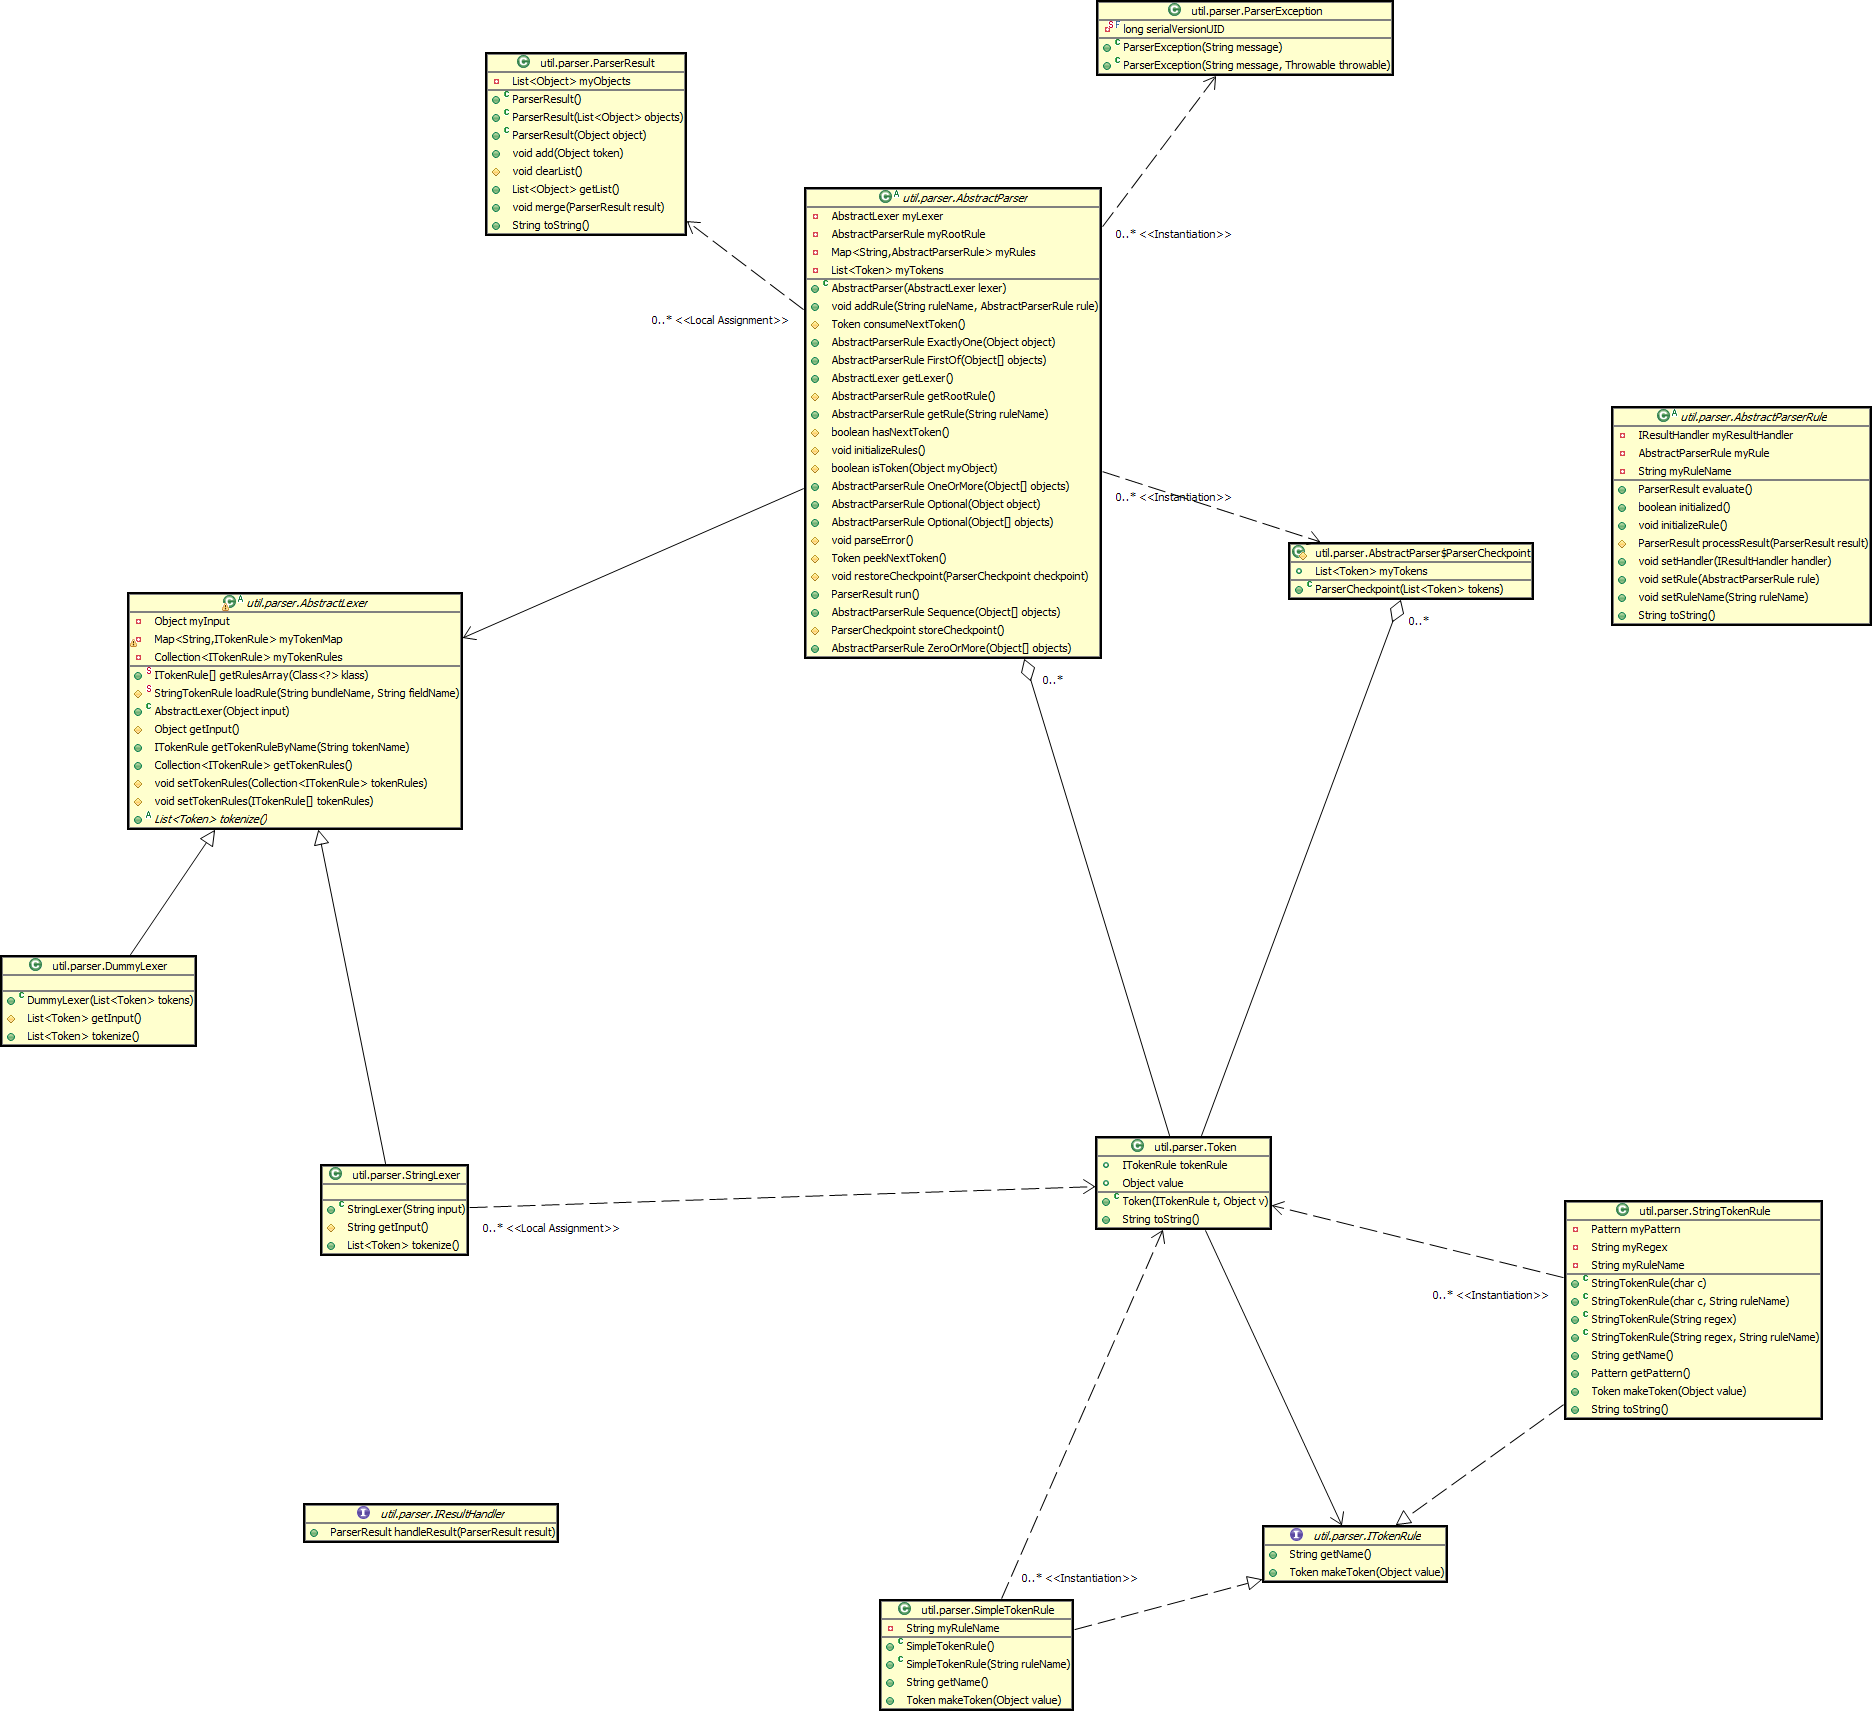 util.parser.ParserException
long serialVersionUID
ParserException(String message)
ParserException(String message, Throwable throwable)
util.parser.ParserResult
List<Object> myObjects
ParserResult()
ParserResult(List<Object> objects)
ParserResult(Object object)
void add(Object token)
void clearList()
List<Object> getList()
void merge(ParserResult result)
String toString()
util.parser.AbstractParser
AbstractLexer myLexer
AbstractParserRule myRootRule
Map<String,AbstractParserRule> myRules
List<Token> myTokens
AbstractParser(AbstractLexer lexer)
void addRule(String ruleName, AbstractParserRule rule)
Token consumeNextToken()
AbstractParserRule ExactlyOne(Object object)
AbstractParserRule FirstOf(Object[] objects)
AbstractLexer getLexer()
AbstractParserRule getRootRule()
AbstractParserRule getRule(String ruleName)
boolean hasNextToken()
void initializeRules()
boolean isToken(Object myObject)
AbstractParserRule OneOrMore(Object[] objects)
AbstractParserRule Optional(Object object)
AbstractParserRule Optional(Object[] objects)
void parseError()
Token peekNextToken()
void restoreCheckpoint(ParserCheckpoint checkpoint)
ParserResult run()
AbstractParserRule Sequence(Object[] objects)
ParserCheckpoint storeCheckpoint()
AbstractParserRule ZeroOrMore(Object[] objects)
0..* <<Instantiation>>
0..* <<Local Assignment>>
0..* <<Instantiation>>
util.parser.AbstractParserRule
IResultHandler myResultHandler
AbstractParserRule myRule
String myRuleName
ParserResult evaluate()
boolean initialized()
void initializeRule()
ParserResult processResult(ParserResult result)
void setHandler(IResultHandler handler)
void setRule(AbstractParserRule rule)
void setRuleName(String ruleName)
String toString()
util.parser.AbstractParser$ParserCheckpoint
List<Token> myTokens
ParserCheckpoint(List<Token> tokens)
0..*
0..*
util.parser.AbstractLexer
Object myInput
Map<String,ITokenRule> myTokenMap
Collection<ITokenRule> myTokenRules
ITokenRule[] getRulesArray(Class<?> klass)
StringTokenRule loadRule(String bundleName, String fieldName)
AbstractLexer(Object input)
Object getInput()
ITokenRule getTokenRuleByName(String tokenName)
Collection<ITokenRule> getTokenRules()
void setTokenRules(Collection<ITokenRule> tokenRules)
void setTokenRules(ITokenRule[] tokenRules)
List<Token> tokenize()
util.parser.DummyLexer
DummyLexer(List<Token> tokens)
List<Token> getInput()
List<Token> tokenize()
util.parser.StringLexer
StringLexer(String input)
String getInput()
List<Token> tokenize()
0..* <<Local Assignment>>
util.parser.Token
ITokenRule tokenRule
Object value
Token(ITokenRule t, Object v)
String toString()
util.parser.StringTokenRule
Pattern myPattern
String myRegex
String myRuleName
StringTokenRule(char c)
StringTokenRule(char c, String ruleName)
StringTokenRule(String regex)
StringTokenRule(String regex, String ruleName)
String getName()
Pattern getPattern()
Token makeToken(Object value)
String toString()
0..* <<Instantiation>>
util.parser.IResultHandler
ParserResult handleResult(ParserResult result)
util.parser.ITokenRule
String getName()
Token makeToken(Object value)
0..* <<Instantiation>>
util.parser.SimpleTokenRule
String myRuleName
SimpleTokenRule()
SimpleTokenRule(String ruleName)
String getName()
Token makeToken(Object value)